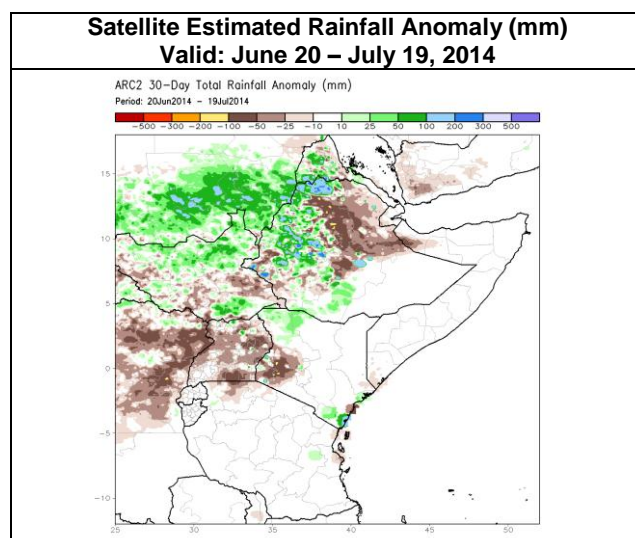 Satellite Estimated Rainfall Anomaly (mm)
Valid: June 20 – July 19, 2014
ARC2 30-Day Total Rainfall Anomaly (mm)
Period: 20Jun2014 – 19Jul2014
-500 -300 -200 -100 -50 -25 -10 10 25 50 100 200 300 500
15
10
5
0
-5
-10
25 30 35 40 45 50